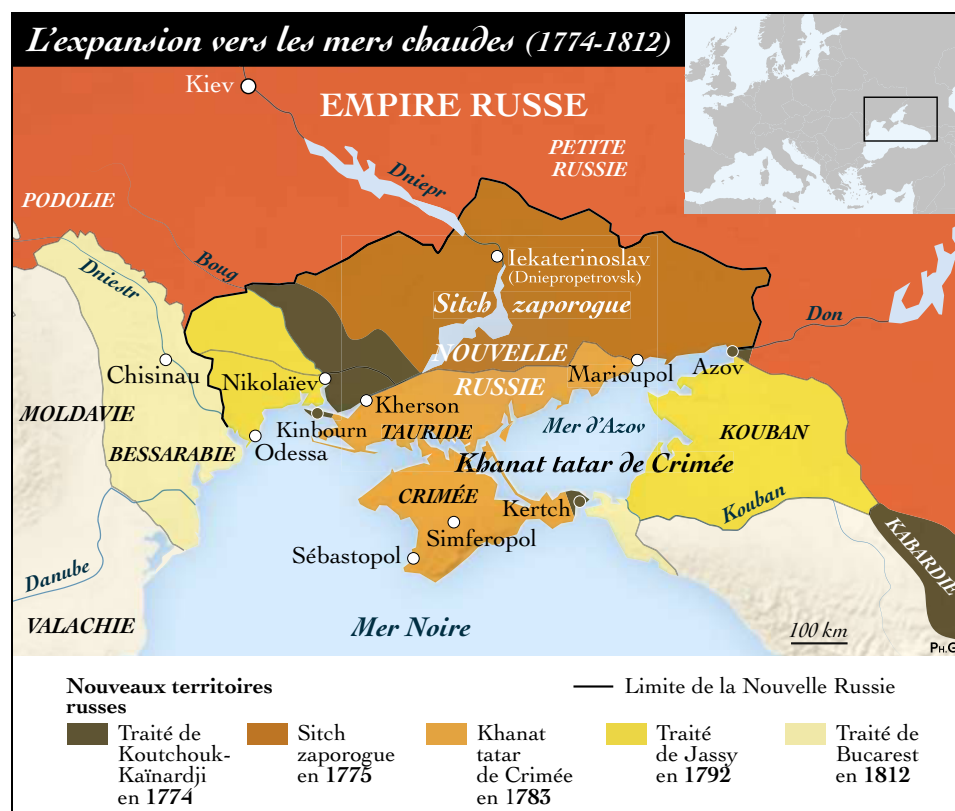 L'expansion vers les mers chaudes (1774-1812)
Kiev
EMPIRE RUSSE
PETITE
RUSSIE
Dniepr
PODOLIE
Boug
Dniestr
Iekaterinoslav
(Dniepropetrovsk)
Sitch zaporogue
Don
NOUVELLE
RUSSIE
Chisinau
Nikolaïev
Marioupol
Azov
MOLDAVIE
Kherson
Kinbourn
TAURIDE
Mer d'Azov
KOUBAN
BESSARABIE
Odessa
Khanat tatar de Crimée
CRIMÉE
Kertch
Kouban
Simferopol
Sébastopol
KABARDIE
Danube
VALACHIE
Mer Noire
100 km
PH.G
Nouveaux territoires
russes
Limite de la Nouvelle Russie
Traité de
Koutchouk-
Kaïnardji
en 1774
Sitch
zaporogue
en 1775
Khanat
tatar
de Crimée
en 1783
Traité
de Jassy
en 1792
Traité de
Bucarest
en 1812